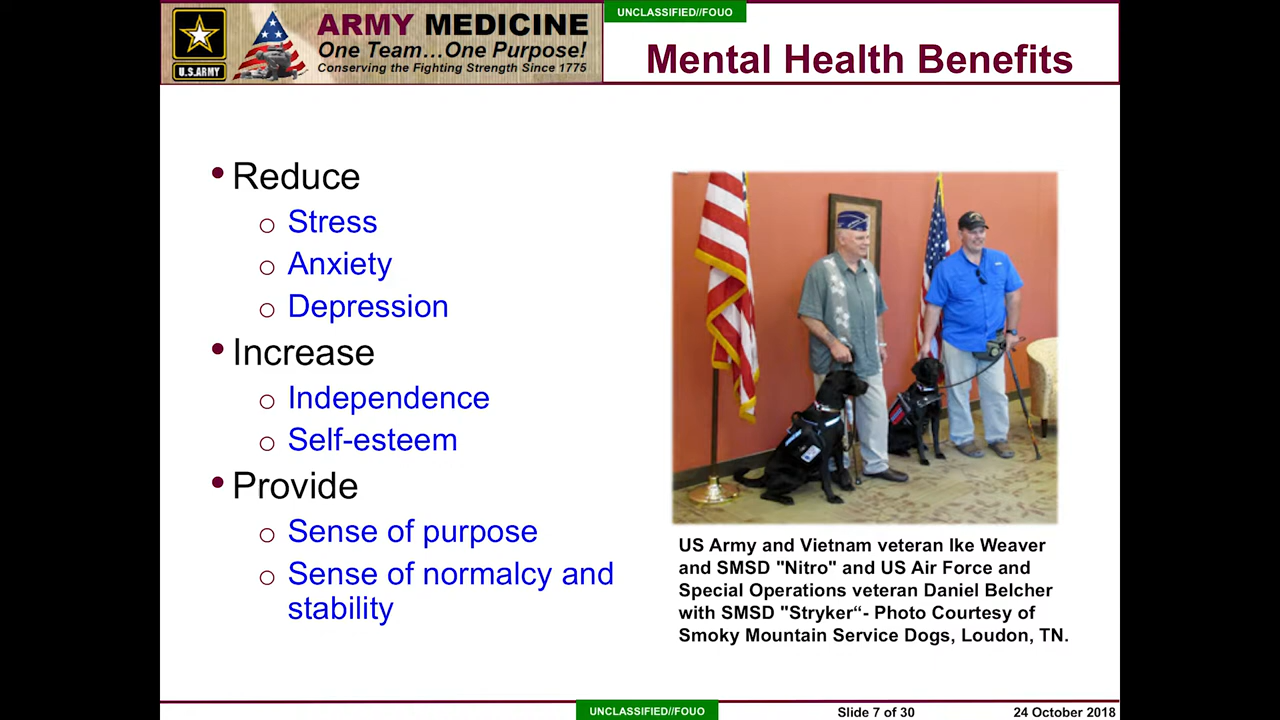 UNCLASSIFIED//FOUO
U.S.ARMY
ARMY MEDICINE
One Team…One Purpose!
Conserving the Fighting Strength Since 1775
Mental Health Benefits
• Reduce
o Stress
o Anxiety
o Depression
• Increase
o Independence
o Self-esteem
• Provide
o Sense of purpose
o Sense of normalcy and
stability
US Army and Vietnam veteran Ike Weaver
and SMSD "Nitro" and US Air Force and
Special Operations veteran Daniel Belcher
with SMSD "Stryker“- Photo Courtesy of
Smoky Mountain Service Dogs, Loudon, TN.
UNCLASSIFIED//FOUO
Slide 7 of 30
24 October 2018